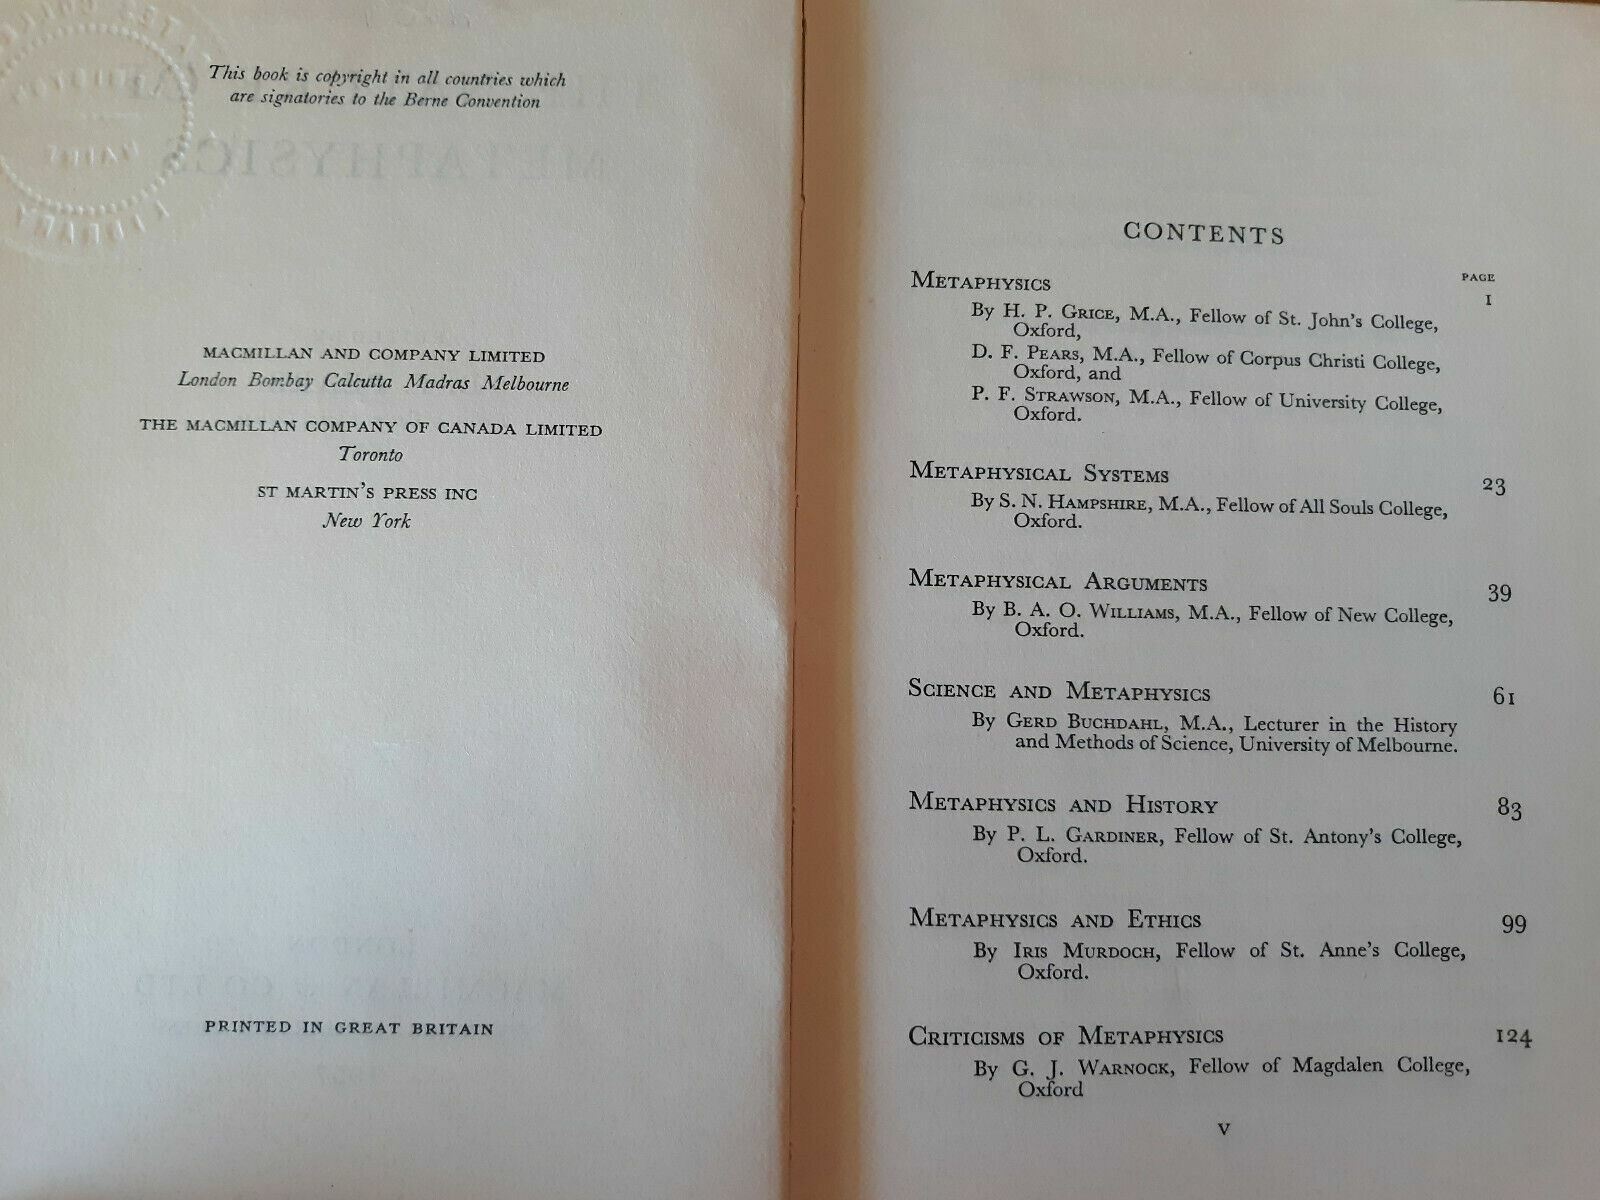 This book is copyright in all countries which
are signatories to the Berne Convention
METAPHYSICS
MACMILLAN AND COMPANY LIMITED
London Bombay Calcutta Madras Melbourne
THE MACMILLAN COMPANY OF CANADA LIMITED
Toronto
ST MARTIN'S PRESS INC
New York
PRINTED IN GREAT BRITAIN
CONTENTS
PAGE
METAPHYSICS 1
By H. P. GRICE, M.A., Fellow of St. John's College,
Oxford,
D. F. PEARS, M.A., Fellow of Corpus Christi College,
Oxford, and
P. F. STRAWSON, M.A., Fellow of University College,
Oxford.
METAPHYSICAL SYSTEMS 23
By S. N. HAMPSHIRE, M.A., Fellow of All Souls College,
Oxford.
METAPHYSICAL ARGUMENTS 39
By B. A. O. WILLIAMS, M.A., Fellow of New College,
Oxford.
SCIENCE AND METAPHYSICS 61
By GERD BUCHDAHL, M.A., Lecturer in the History
and Methods of Science, University of Melbourne.
METAPHYSICS AND HISTORY 83
By P. L. GARDINER, Fellow of St. Antony's College,
Oxford.
METAPHYSICS AND ETHICS 99
By IRIS MURDOCH, Fellow of St. Anne's College,
Oxford.
CRITICISMS OF METAPHYSICS 124
By G. J. WARNOCK, Fellow of Magdalen College,
Oxford
v